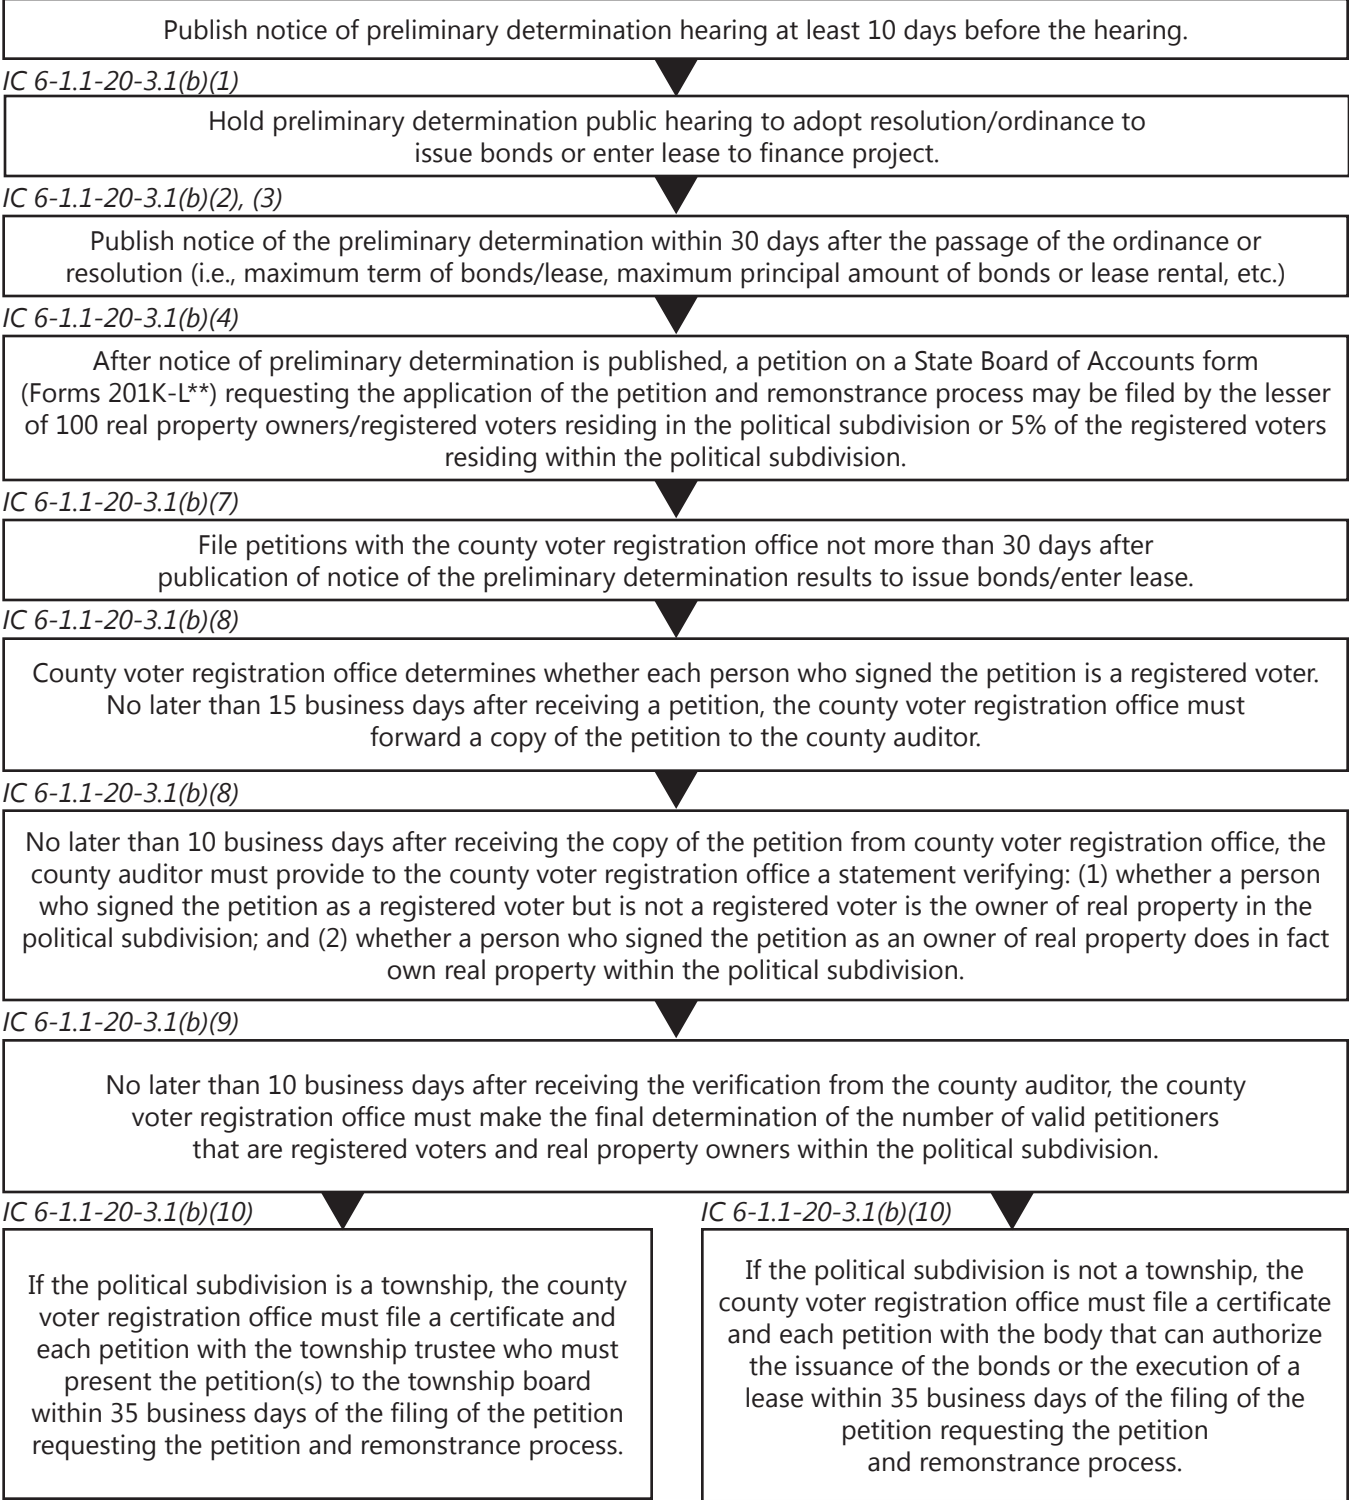 Publish notice of preliminary determination hearing at least 10 days before the hearing.
IC 6-1.1-20-3.1(b)(1)
Hold preliminary determination public hearing to adopt resolution/ordinance to
issue bonds or enter lease to finance project.
IC 6-1.1-20-3.1(b)(2), (3)
Publish notice of the preliminary determination within 30 days after the passage of the ordinance or
resolution (i.e., maximum term of bonds/lease, maximum principal amount of bonds or lease rental, etc.)
IC 6-1.1-20-3.1(b)(4)
After notice of preliminary determination is published, a petition on a State Board of Accounts form
(Forms 201K-L**) requesting the application of the petition and remonstrance process may be filed by the lesser
of 100 real property owners/registered voters residing in the political subdivision or 5% of the registered voters
residing within the political subdivision.
IC 6-1.1-20-3.1(b)(7)
File petitions with the county voter registration office not more than 30 days after
publication of notice of the preliminary determination results to issue bonds/enter lease.
IC 6-1.1-20-3.1(b)(8)
County voter registration office determines whether each person who signed the petition is a registered voter.
No later than 15 business days after receiving a petition, the county voter registration office must
forward a copy of the petition to the county auditor.
IC 6-1.1-20-3.1(b)(8)
No later than 10 business days after receiving the copy of the petition from county voter registration office, the
county auditor must provide to the county voter registration office a statement verifying: (1) whether a person
who signed the petition as a registered voter but is not a registered voter is the owner of real property in the
political subdivision; and (2) whether a person who signed the petition as an owner of real property does in fact
own real property within the political subdivision.
IC 6-1.1-20-3.1(b)(9)
No later than 10 business days after receiving the verification from the county auditor, the county
voter registration office must make the final determination of the number of valid petitioners
that are registered voters and real property owners within the political subdivision.
IC 6-1.1-20-3.1(b)(10)
If the political subdivision is a township, the county
voter registration office must file a certificate and
each petition with the township trustee who must
present the petition(s) to the township board
within 35 business days of the filing of the petition
requesting the petition and remonstrance process.
IC 6-1.1-20-3.1(b)(10)
If the political subdivision is not a township, the
county voter registration office must file a certificate
and each petition with the body that can authorize
the issuance of the bonds or the execution of a
lease within 35 business days of the filing of the
petition requesting the petition
and remonstrance process.